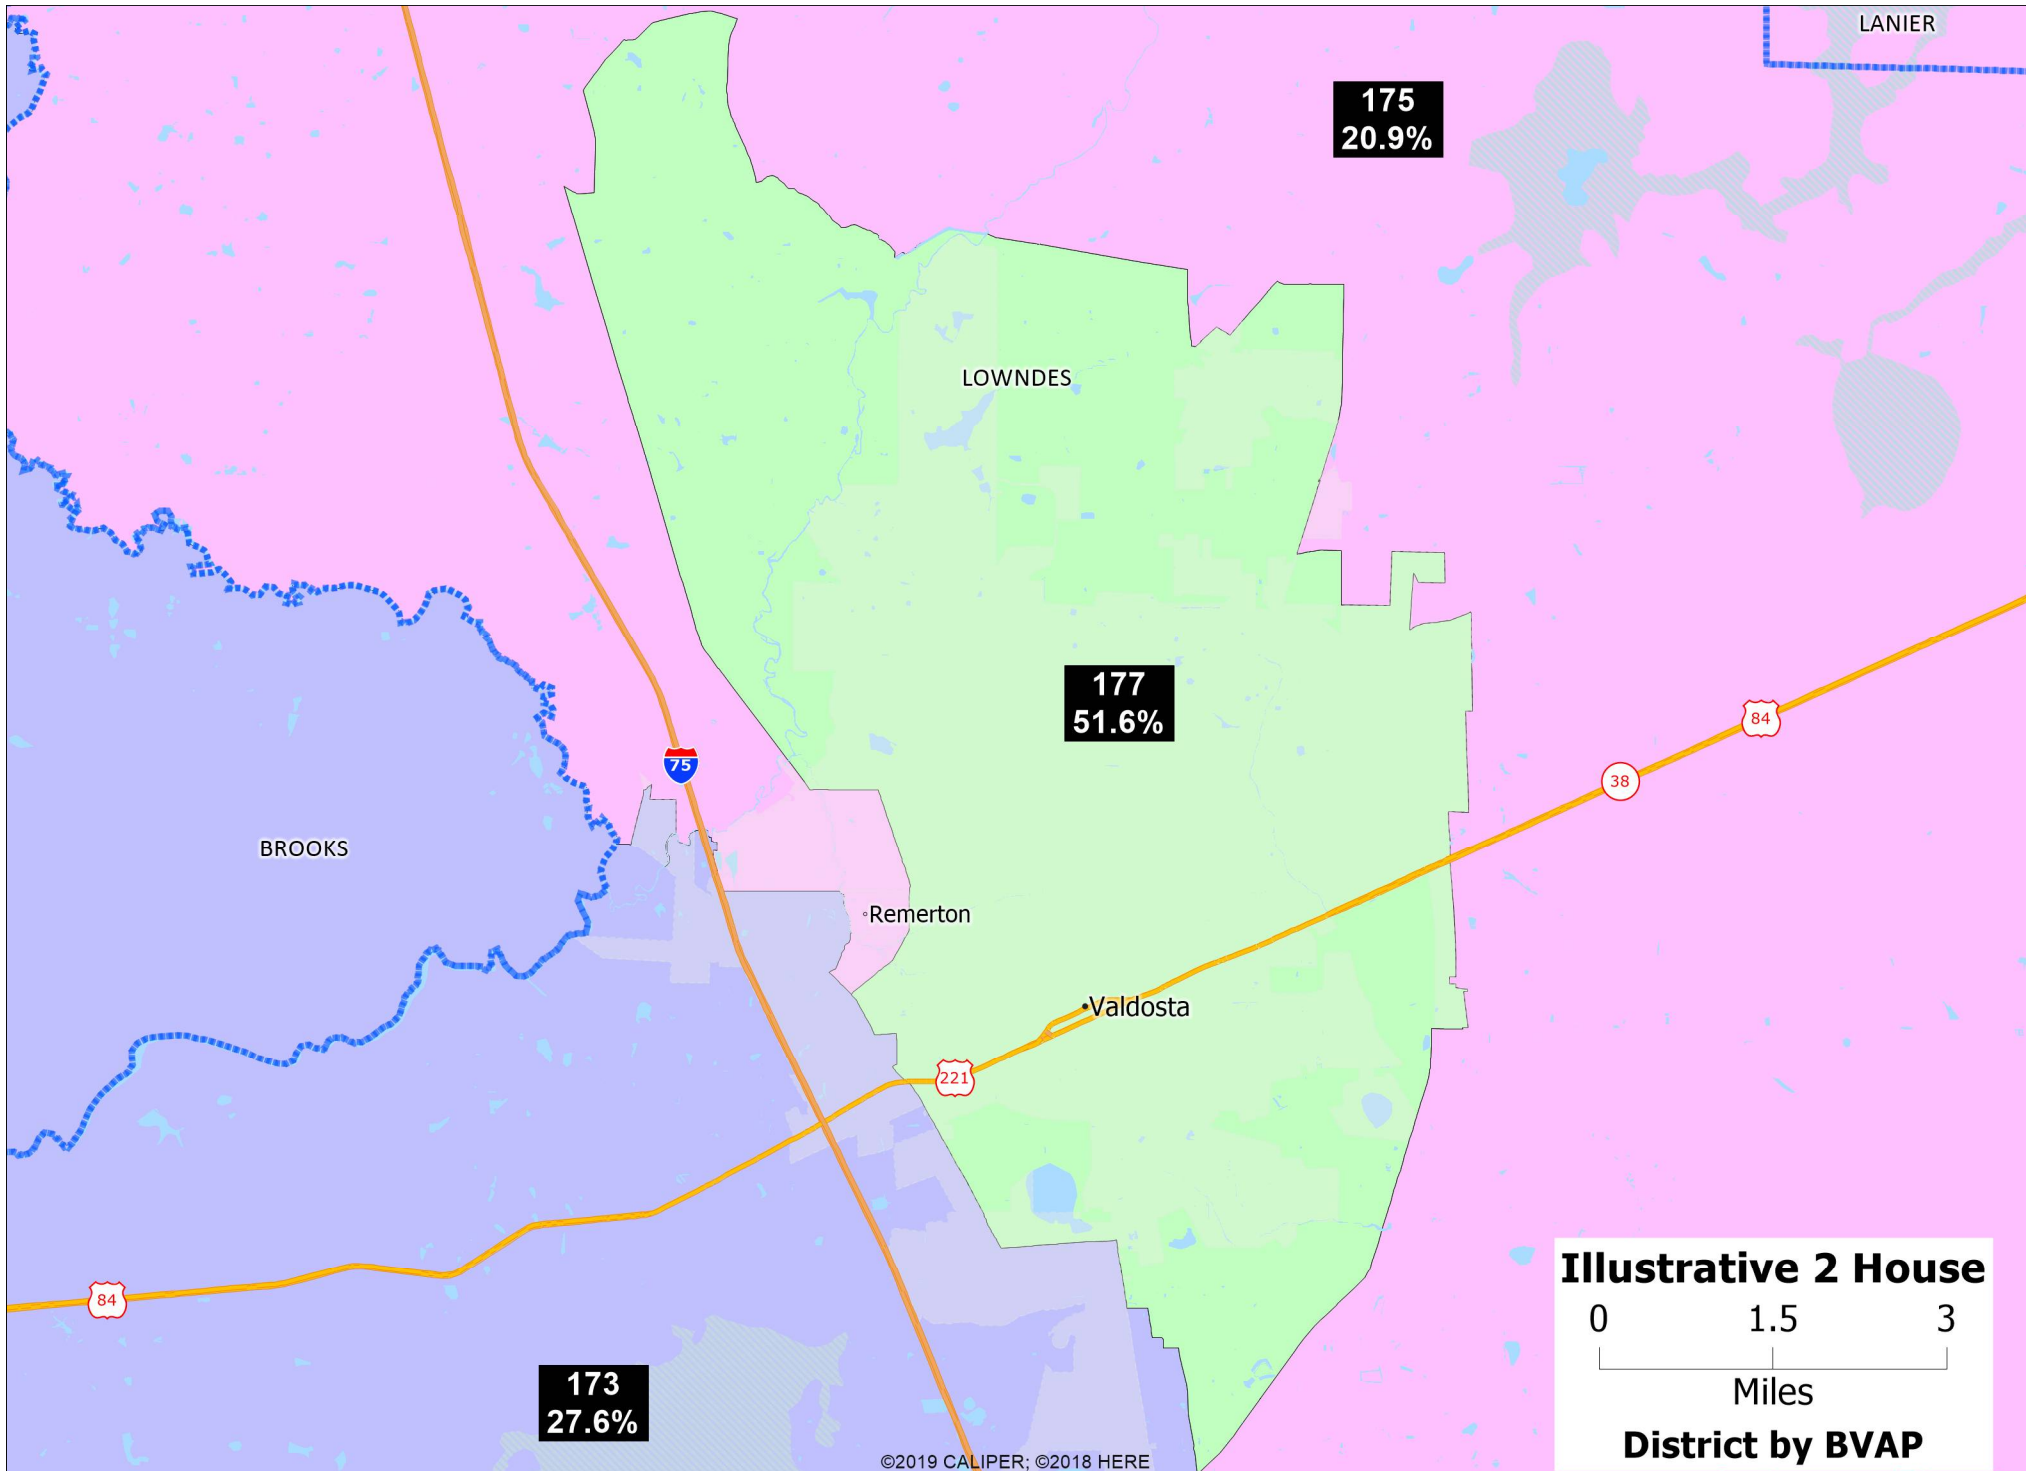 LANIER
175
20.9%
LOWNDES
177
51.6%
84
38
75
BROOKS
Remerton
Valdosta
221
84
173
27.6%
Illustrative 2 House
0 1.5 3
Miles
District by BVAP
©2019 CALIPER; ©2018 HERE